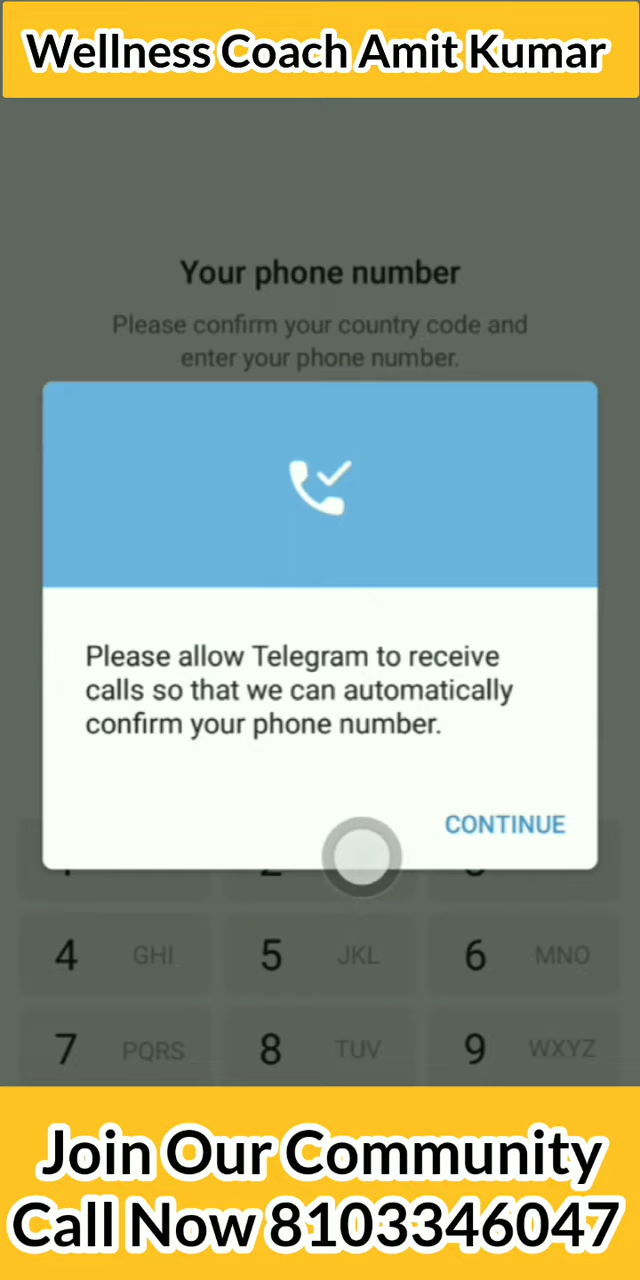 Wellness Coach Amit Kumar
Your phone number
Please confirm your country code and
enter your phone number.
Please allow Telegram to receive
calls so that we can automatically
confirm your phone number.
CONTINUE
4 GHI 5 JKL 6 MNO
7 PQRS 8 TUV 9 WXYZ
Join Our Community
Call Now 8103346047